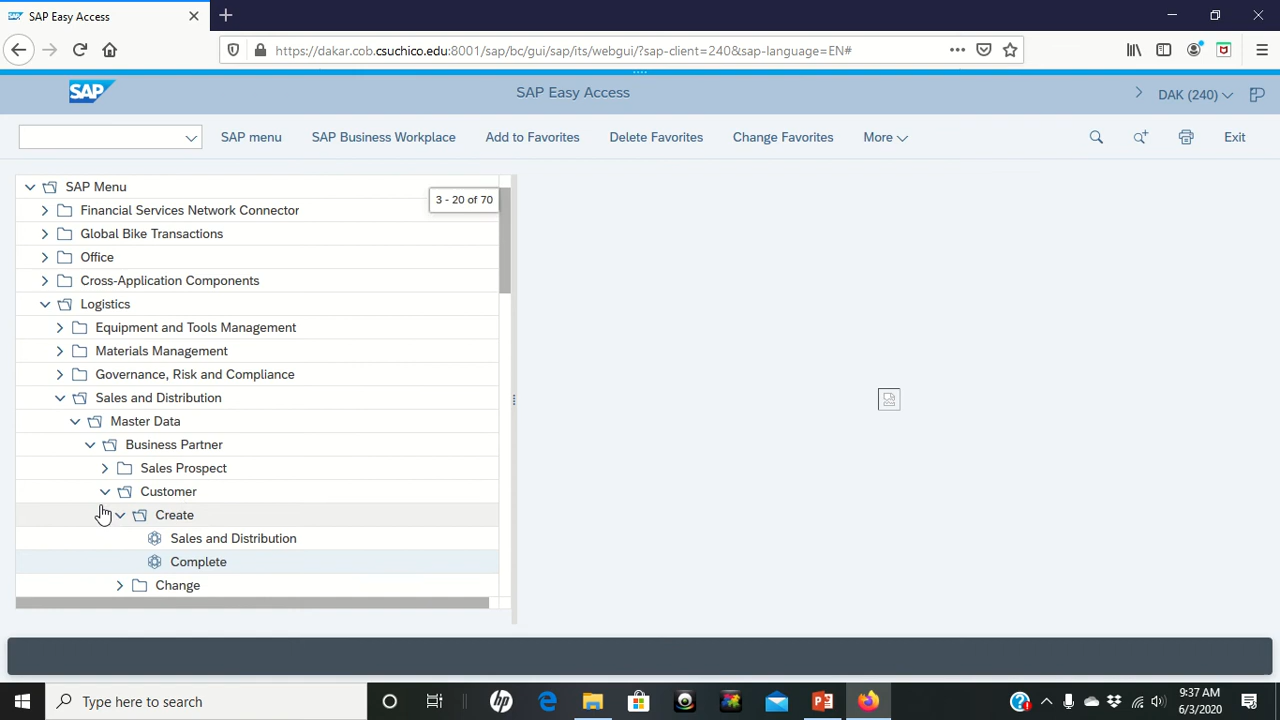 SAP Easy Access
https://dakar.cob.csuchico.edu:8001/sap/bc/gui/sap/its/webgui/?sap-client=240&sap-language=EN#
SAP
SAP Easy Access
DAK (240)
SAP menu
SAP Business Workplace
Add to Favorites
Delete Favorites
Change Favorites
More
Exit
SAP Menu
3 - 20 of 70
Financial Services Network Connector
Global Bike Transactions
Office
Cross-Application Components
Logistics
Equipment and Tools Management
Materials Management
Governance, Risk and Compliance
Sales and Distribution
Master Data
Business Partner
Sales Prospect
Customer
Create
Sales and Distribution
Complete
Change
Type here to search
9:37 AM
6/3/2020